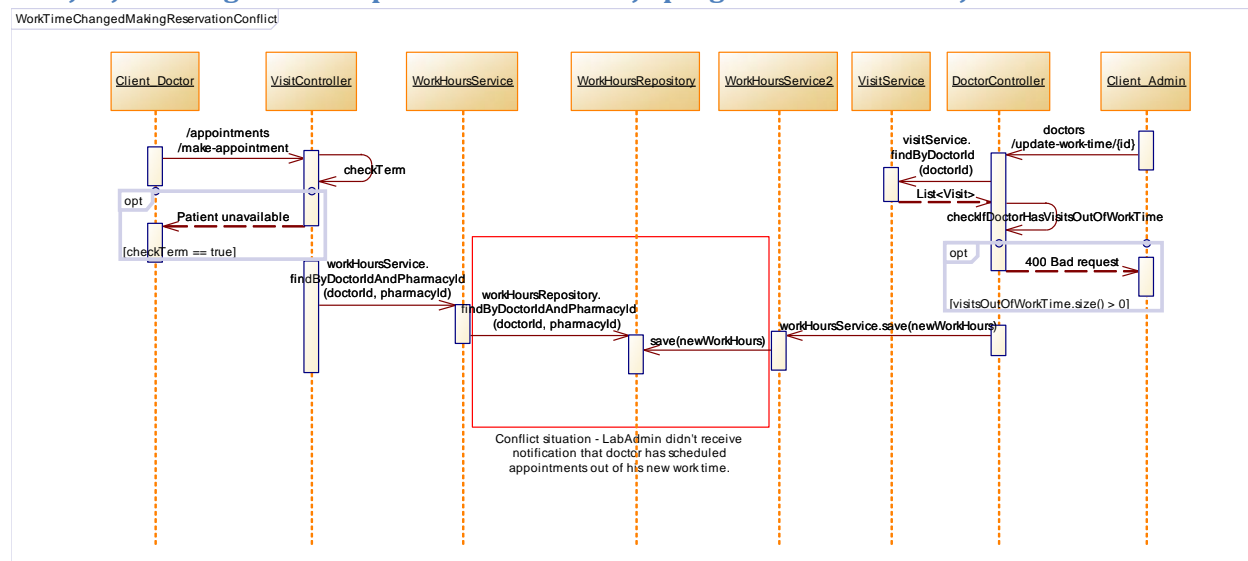 WorkTimeChangedMakingReservationConflict
Client_Doctor
VisitController
WorkHoursService
WorkHoursRepository
WorkHoursService2
VisitService
DoctorController
Client_Admin
/appointments
/make-appointment
checkTerm
opt
Patient unavailable
[checkTerm == true]
workHoursService.
findByDoctorIdAndPharmacyId
(doctorId, pharmacyId)
workHoursRepository.
findByDoctorIdAndPharmacyId
(doctorId, pharmacyId)
save(newWorkHours)
workHoursService.save(newWorkHours)
doctors
/update-work-time/{id}
visitService.
findByDoctorId
(doctorId)
List<Visit>
checkIfDoctorHasVisitsOutOfWorkTime
opt
400 Bad request
[visitsOutOfWorkTime.size() > 0]
Conflict situation - LabAdmin didn't receive
notification that doctor has scheduled
appointments out of his new work time.